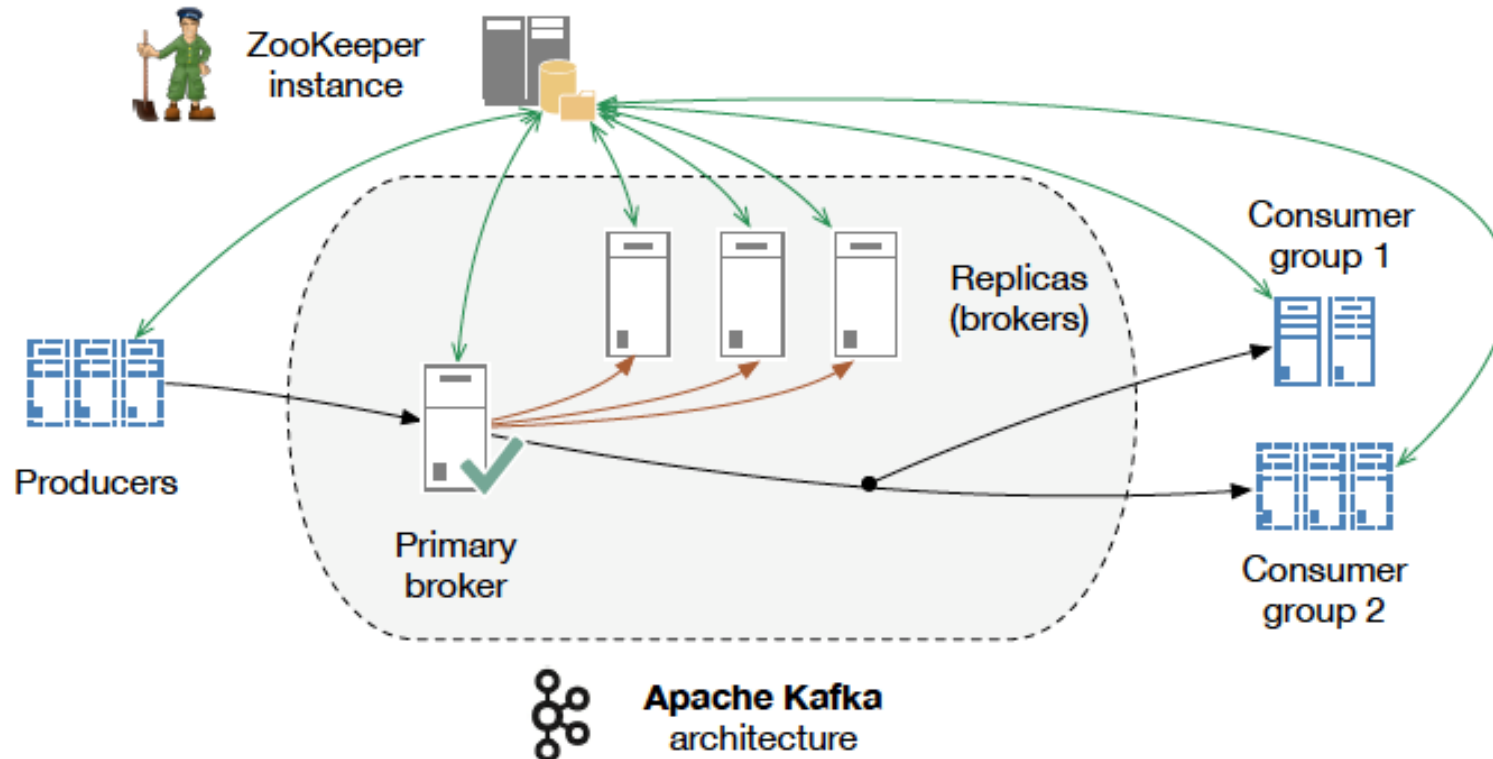 ZooKeeper
instance
Consumer
group 1
Replicas
(brokers)
Producers
Primary
broker
Consumer
group 2
Apache Kafka
architecture